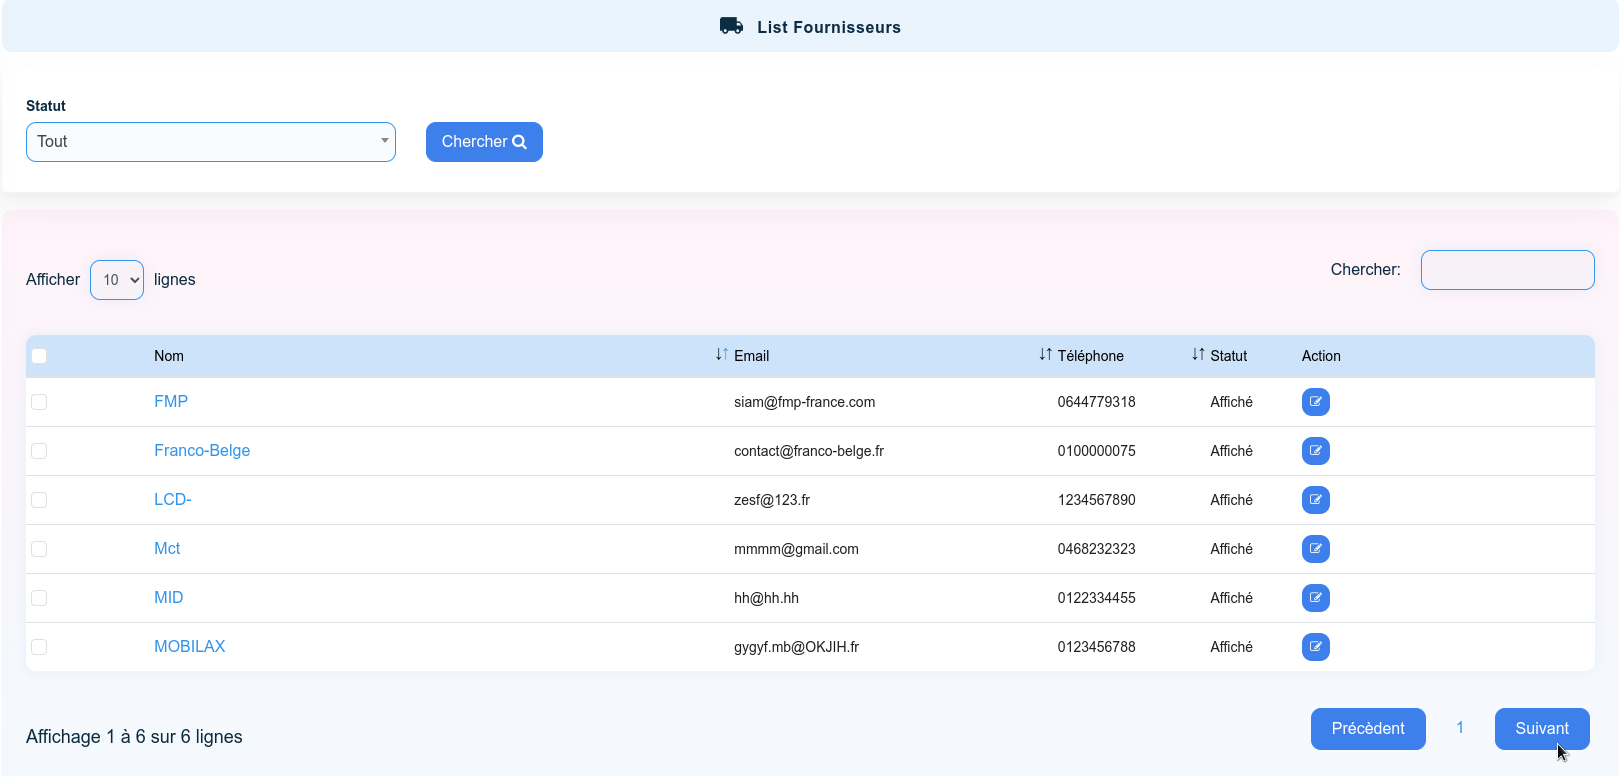 List Fournisseurs
Statut
Tout
Chercher
Afficher 10 lignes
Chercher:
Nom Email Téléphone Statut Action
FMP siam@fmp-france.com 0644779318 Affiché
Franco-Belge contact@franco-belge.fr 0100000075 Affiché
LCD- zesf@123.fr 1234567890 Affiché
Mct mmmm@gmail.com 0468232323 Affiché
MID hh@hh.hh 0122334455 Affiché
MOBILAX gygyf.mb@OKJIH.fr 0123456788 Affiché
Affichage 1 à 6 sur 6 lignes
Précèdent 1 Suivant